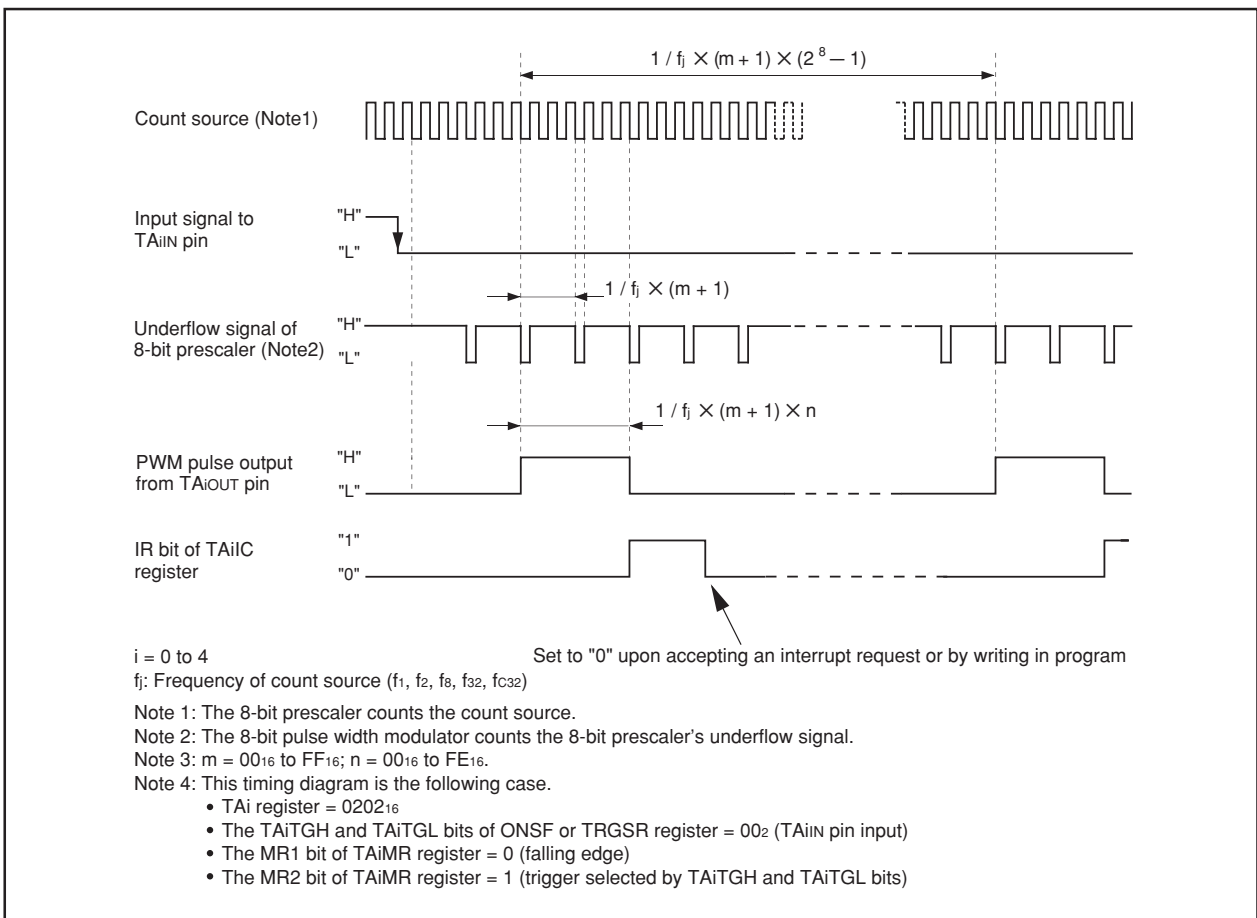 1 / fj × (m + 1) × (2⁸ — 1)
Count source (Note1)
Input signal to
TAiIN pin
"H"
"L"
1 / fj × (m + 1)
Underflow signal of
8-bit prescaler (Note2)
"H"
"L"
1 / fj × (m + 1) × n
PWM pulse output
from TAiOUT pin
"H"
"L"
IR bit of TAiIC
register
"1"
"0"
Set to "0" upon accepting an interrupt request or by writing in program
i = 0 to 4
fj: Frequency of count source (f1, f2, f8, f32, fC32)
Note 1: The 8-bit prescaler counts the count source.
Note 2: The 8-bit pulse width modulator counts the 8-bit prescaler's underflow signal.
Note 3: m = 0016 to FF16; n = 0016 to FE16.
Note 4: This timing diagram is the following case.
• TAi register = 020216
• The TAiTGH and TAiTGL bits of ONSF or TRGSR register = 002 (TAiIN pin input)
• The MR1 bit of TAiMR register = 0 (falling edge)
• The MR2 bit of TAiMR register = 1 (trigger selected by TAiTGH and TAiTGL bits)